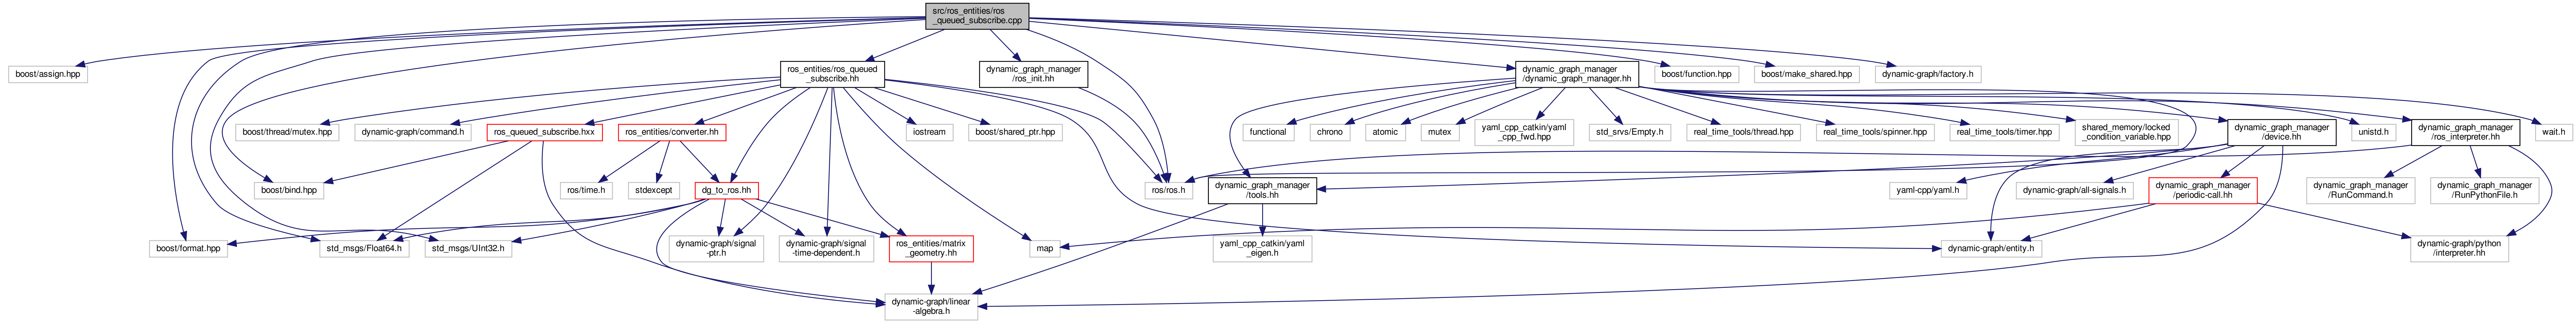 src/ros_entities/ros
_queued_subscribe.cpp
boost/assign.hpp
ros_entities/ros_queued
_subscribe.hh
dynamic_graph_manager
/ros_init.hh
dynamic_graph_manager
/dynamic_graph_manager.hh
boost/function.hpp
boost/make_shared.hpp
dynamic-graph/factory.h
boost/thread/mutex.hpp
dynamic-graph/command.h
ros_queued_subscribe.hxx
ros_entities/converter.hh
iostream
boost/shared_ptr.hpp
functional
chrono
atomic
mutex
yaml_cpp_catkin/yaml
_cpp_fwd.hpp
std_srvs/Empty.h
real_time_tools/thread.hpp
real_time_tools/spinner.hpp
real_time_tools/timer.hpp
shared_memory/locked
_condition_variable.hpp
dynamic_graph_manager
/device.hh
unistd.h
dynamic_graph_manager
/ros_interpreter.hh
wait.h
boost/bind.hpp
ros/time.h
stdexcept
dg_to_ros.hh
ros/ros.h
dynamic_graph_manager
/tools.hh
yaml-cpp/yaml.h
dynamic-graph/all-signals.h
dynamic_graph_manager
/periodic-call.hh
dynamic_graph_manager
/RunCommand.h
dynamic_graph_manager
/RunPythonFile.h
boost/format.hpp
std_msgs/Float64.h
std_msgs/UInt32.h
dynamic-graph/signal
-ptr.h
dynamic-graph/signal
-time-dependent.h
ros_entities/matrix
_geometry.hh
map
yaml_cpp_catkin/yaml
_eigen.h
dynamic-graph/entity.h
dynamic-graph/python
/interpreter.hh
dynamic-graph/linear
-algebra.h